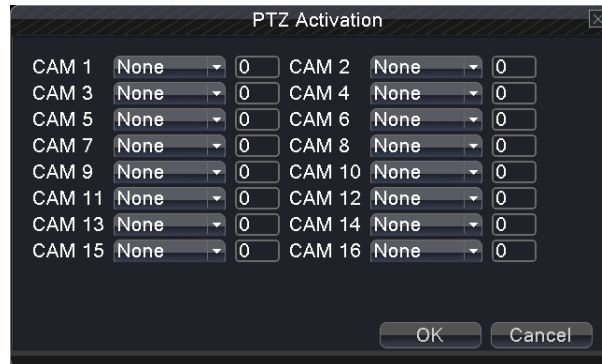 PTZ Activation
CAM 1 None 0 CAM 2 None 0
CAM 3 None 0 CAM 4 None 0
CAM 5 None 0 CAM 6 None 0
CAM 7 None 0 CAM 8 None 0
CAM 9 None 0 CAM 10 None 0
CAM 11 None 0 CAM 12 None 0
CAM 13 None 0 CAM 14 None 0
CAM 15 None 0 CAM 16 None 0
OK Cancel